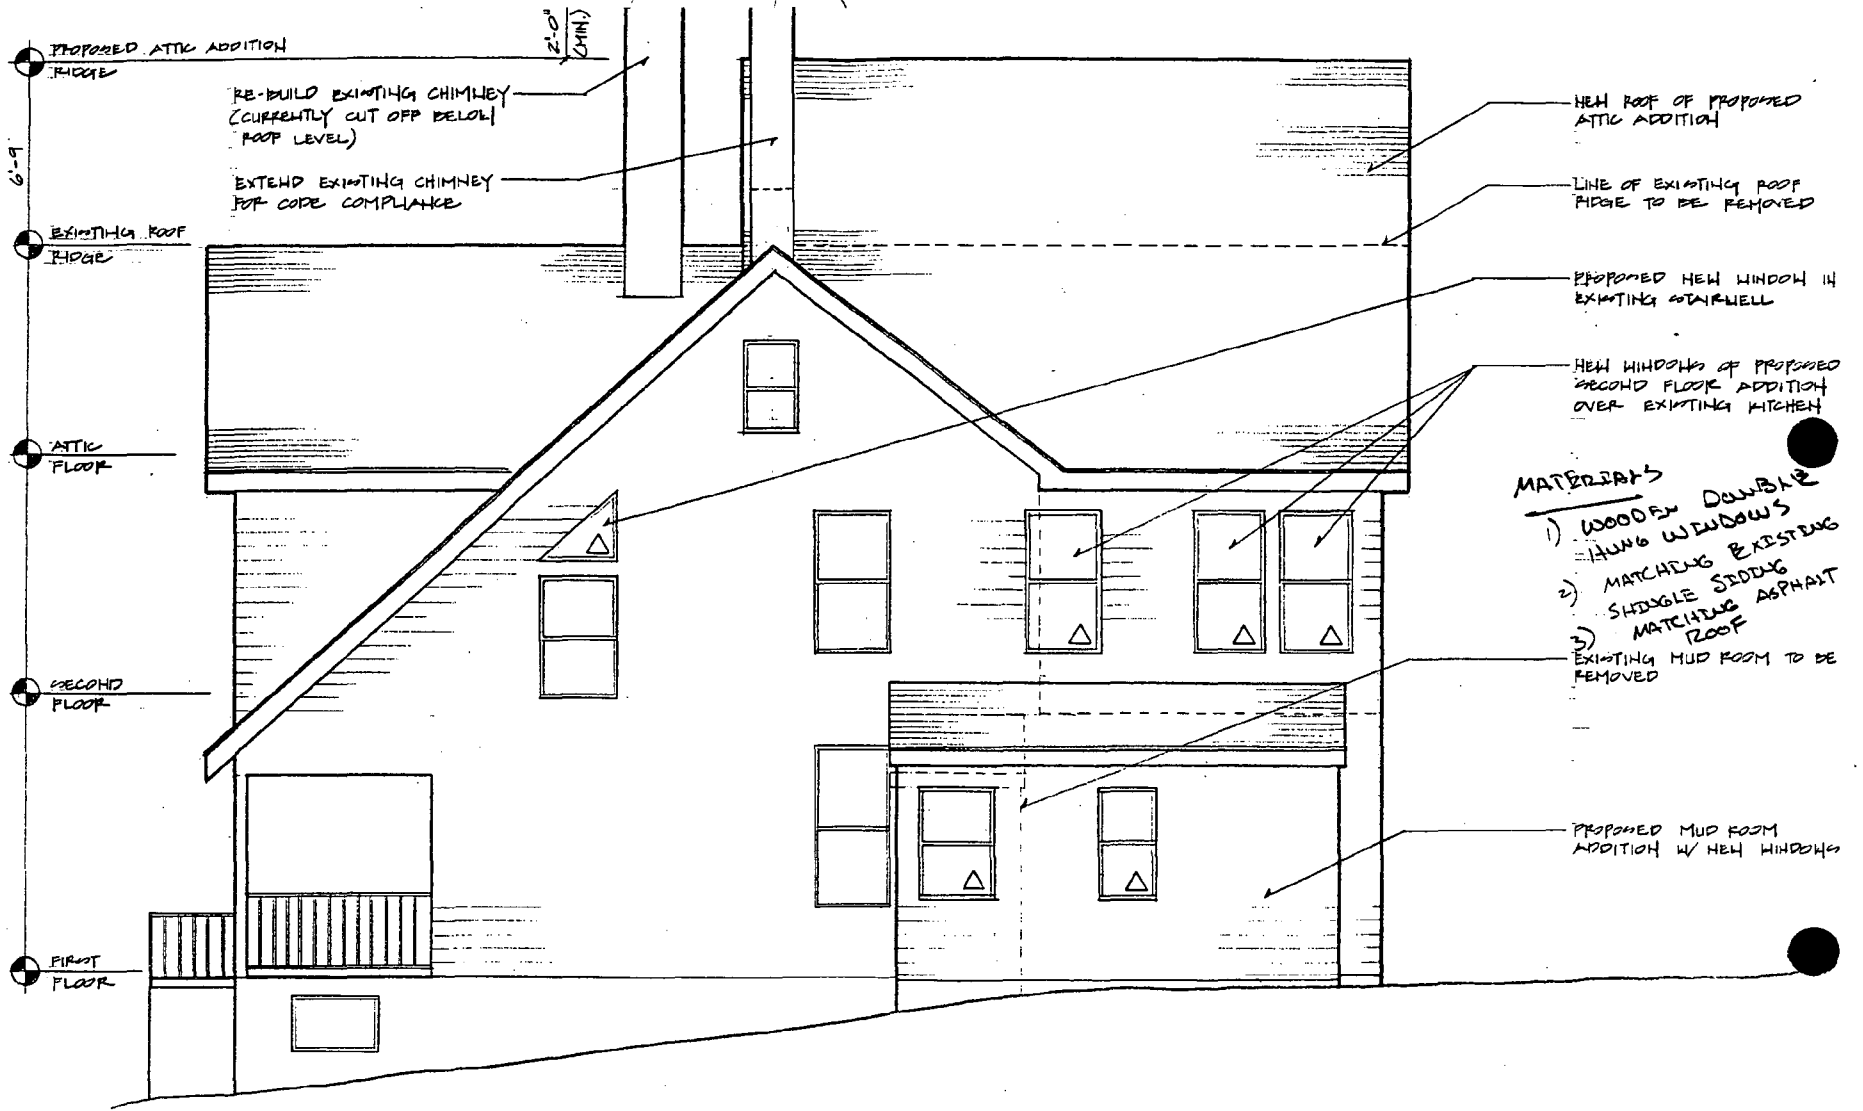 PROPOSED ATTIC ADDITION
RIDGE
6'-9
EXISTING ROOF
RIDGE
ATTIC
FLOOR
SECOND
FLOOR
FIRST
FLOOR
2'-0"
(MIN.)
RE-BUILD EXISTING CHIMNEY
(CURRENTLY CUT OFF BELOW
ROOF LEVEL)
EXTEND EXISTING CHIMNEY
FOR CODE COMPLIANCE
NEW ROOF OF PROPOSED
ATTIC ADDITION
LINE OF EXISTING ROOF
RIDGE TO BE REMOVED
PROPOSED NEW WINDOW IN
EXISTING STAIRWELL
NEW WINDOWS OF PROPOSED
SECOND FLOOR ADDITION
OVER EXISTING KITCHEN
MATERIALS
1) WOODEN DOUBLE
HUNG WINDOWS
2) MATCHING EXISTING
SHINGLE SIDING
3) MATCHING ASPHALT
ROOF
EXISTING MUD ROOM TO BE
REMOVED
PROPOSED MUD ROOM
ADDITION W/ NEW WINDOWS